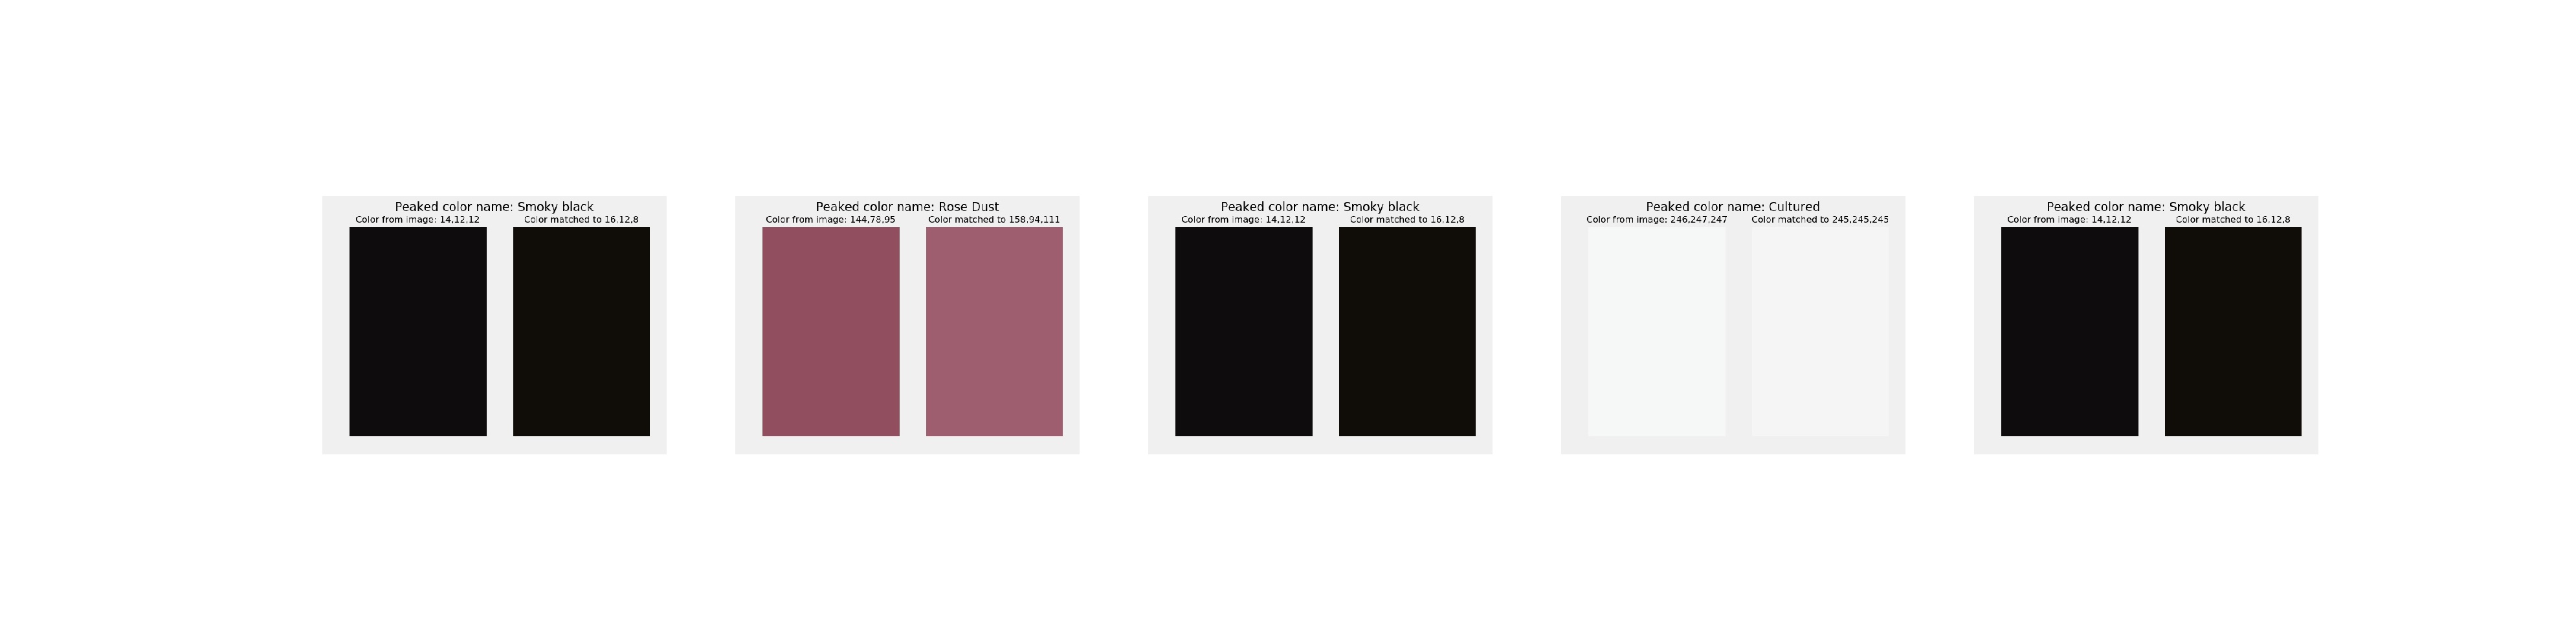 Peaked color name: Smoky black
Color from image: 14,12,12
Color matched to 16,12,8
Peaked color name: Rose Dust
Color from image: 144,78,95
Color matched to 158,94,111
Peaked color name: Smoky black
Color from image: 14,12,12
Color matched to 16,12,8
Peaked color name: Cultured
Color from image: 246,247,247
Color matched to 245,245,245
Peaked color name: Smoky black
Color from image: 14,12,12
Color matched to 16,12,8